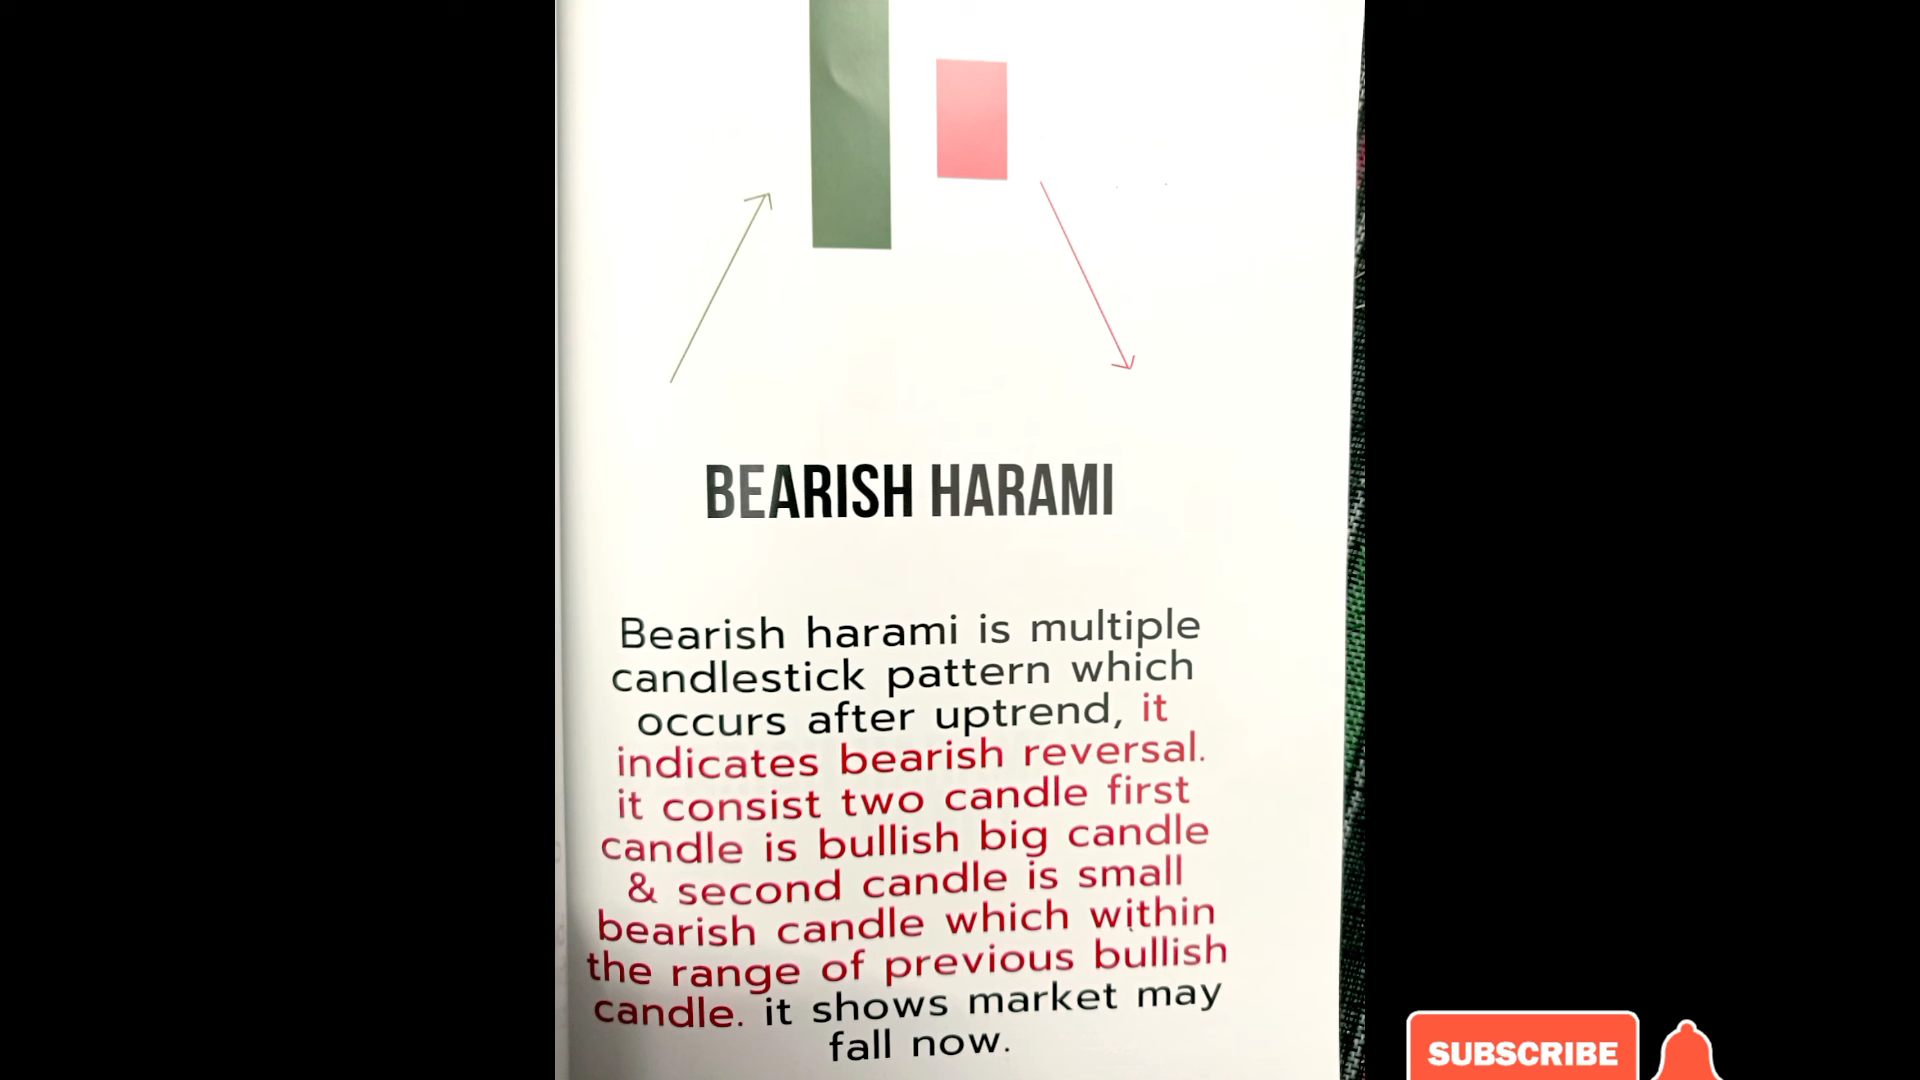 BEARISH HARAMI
Bearish harami is multiple
candlestick pattern which
occurs after uptrend, it
indicates bearish reversal.
it consist two candle first
candle is bullish big candle
& second candle is small
bearish candle which within
the range of previous bullish
candle. it shows market may
fall now.
SUBSCRIBE